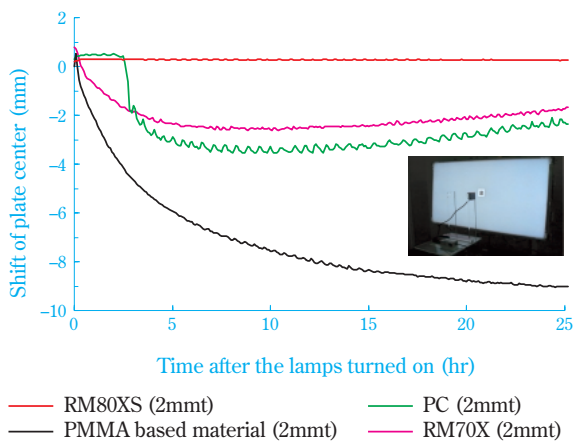 Shift of plate center (mm)
2
0
−2
−4
−6
−8
−10
0
5
10
15
20
25
Time after the lamps turned on (hr)
RM80XS (2mmt)
PC (2mmt)
PMMA based material (2mmt)
RM70X (2mmt)